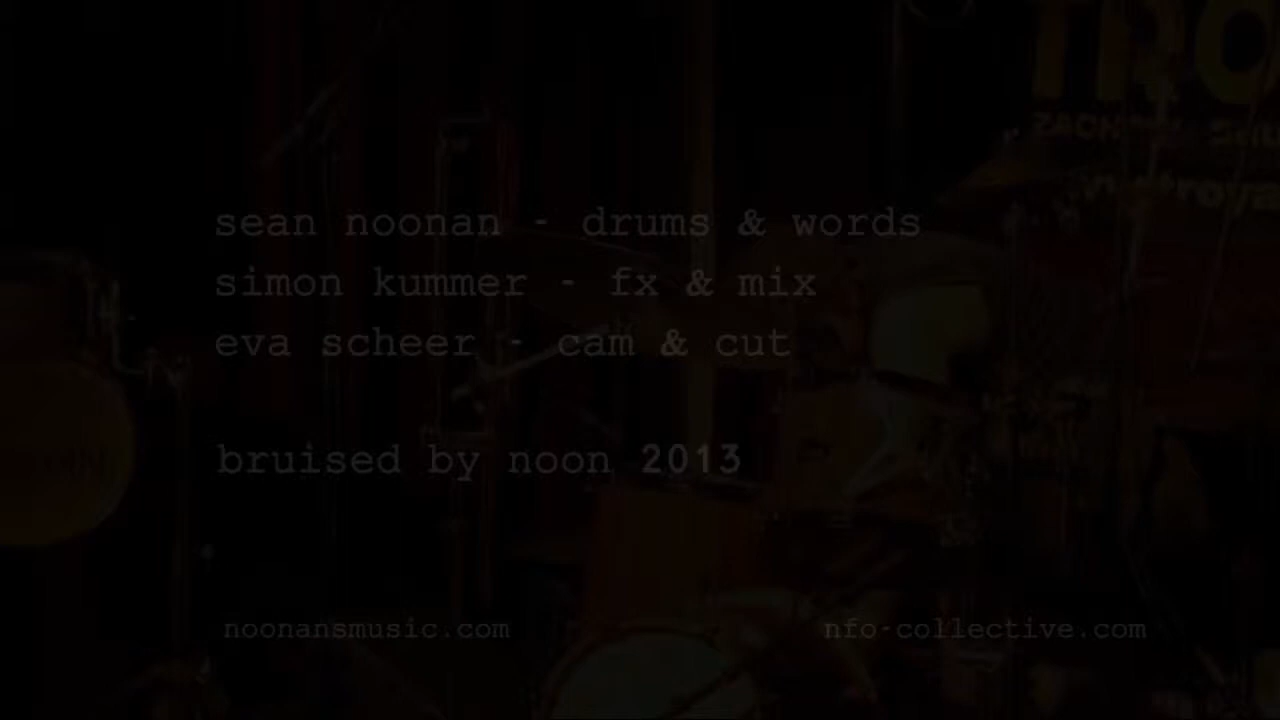 TRO
sean noonan - drums & words
simon kummer - fx & mix
eva scheer - cam & cut
bruised by noon 2013
noonansmusic.com
nfo-collective.com